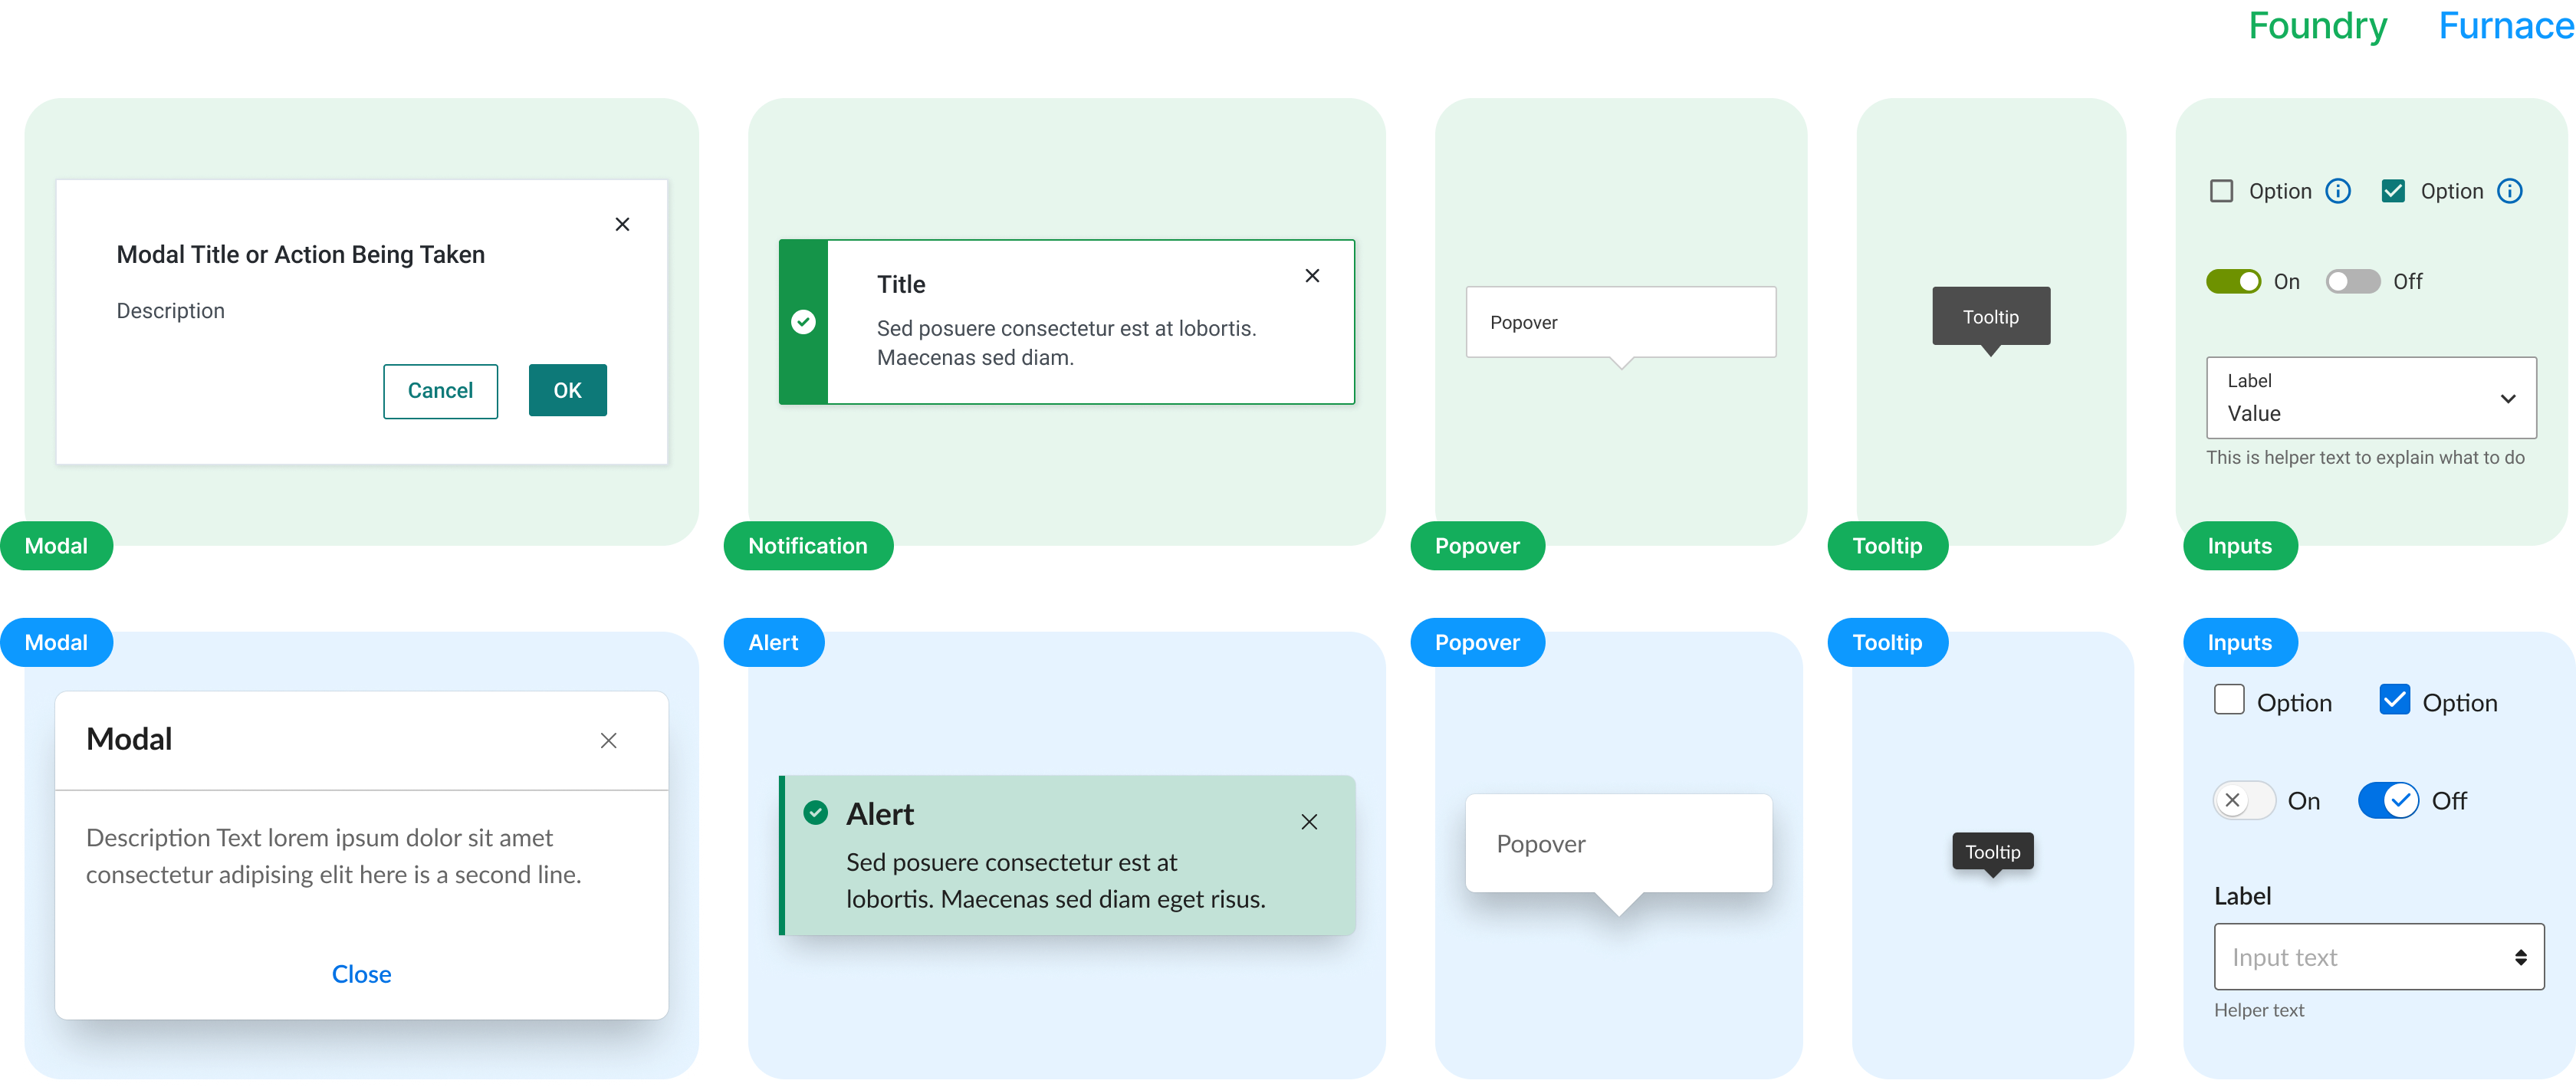 Foundry Furnace
Modal Title or Action Being Taken
Description
Cancel OK
Modal
Title
Sed posuere consectetur est at lobortis.
Maecenas sed diam.
Notification
Popover
Popover
Tooltip
Tooltip
Option Option
On Off
Label
Value
This is helper text to explain what to do
Inputs
Modal
Modal
Description Text lorem ipsum dolor sit amet
consectetur adipising elit here is a second line.
Close
Alert
Alert
Sed posuere consectetur est at
lobortis. Maecenas sed diam eget risus.
Popover
Popover
Tooltip
Tooltip
Inputs
Option Option
On Off
Label
Input text
Helper text